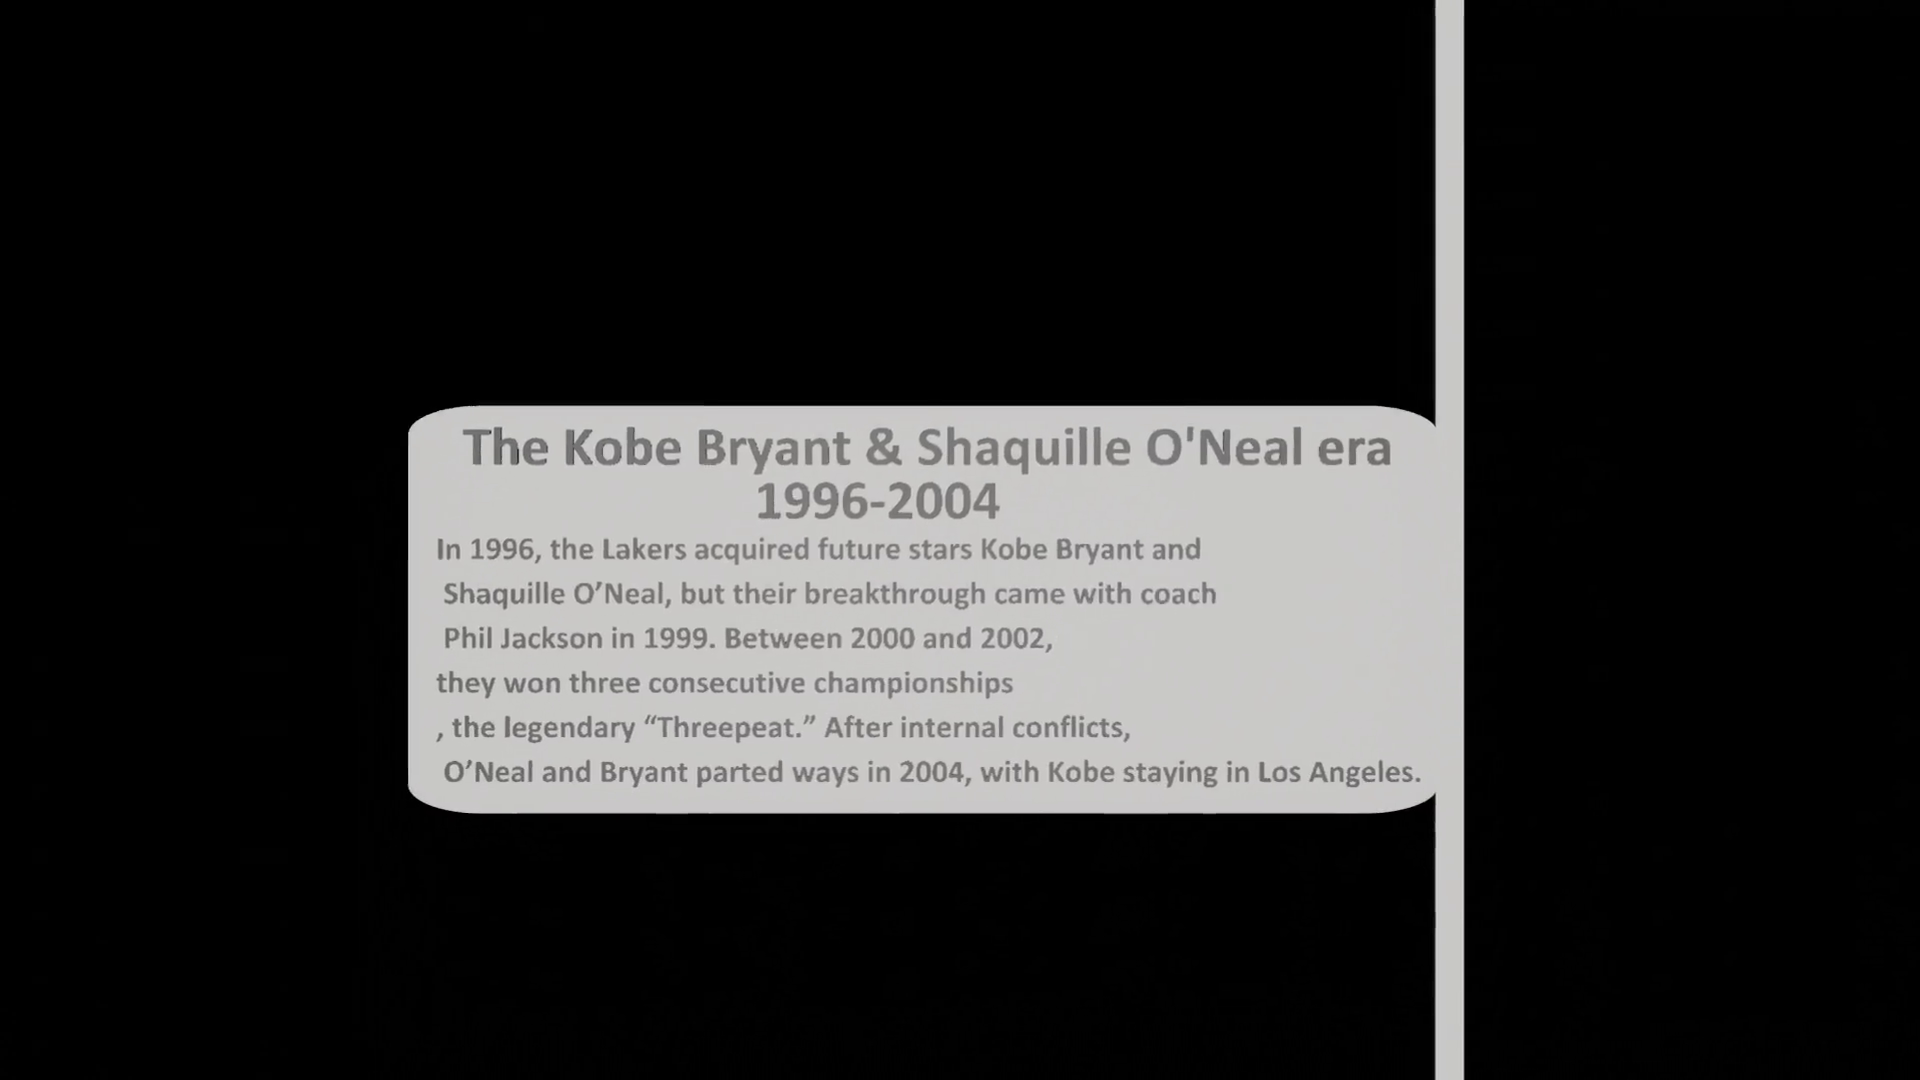 The Kobe Bryant & Shaquille O'Neal era
1996-2004
In 1996, the Lakers acquired future stars Kobe Bryant and
Shaquille O’Neal, but their breakthrough came with coach
Phil Jackson in 1999. Between 2000 and 2002,
they won three consecutive championships
, the legendary “Threepeat.” After internal conflicts,
O’Neal and Bryant parted ways in 2004, with Kobe staying in Los Angeles.